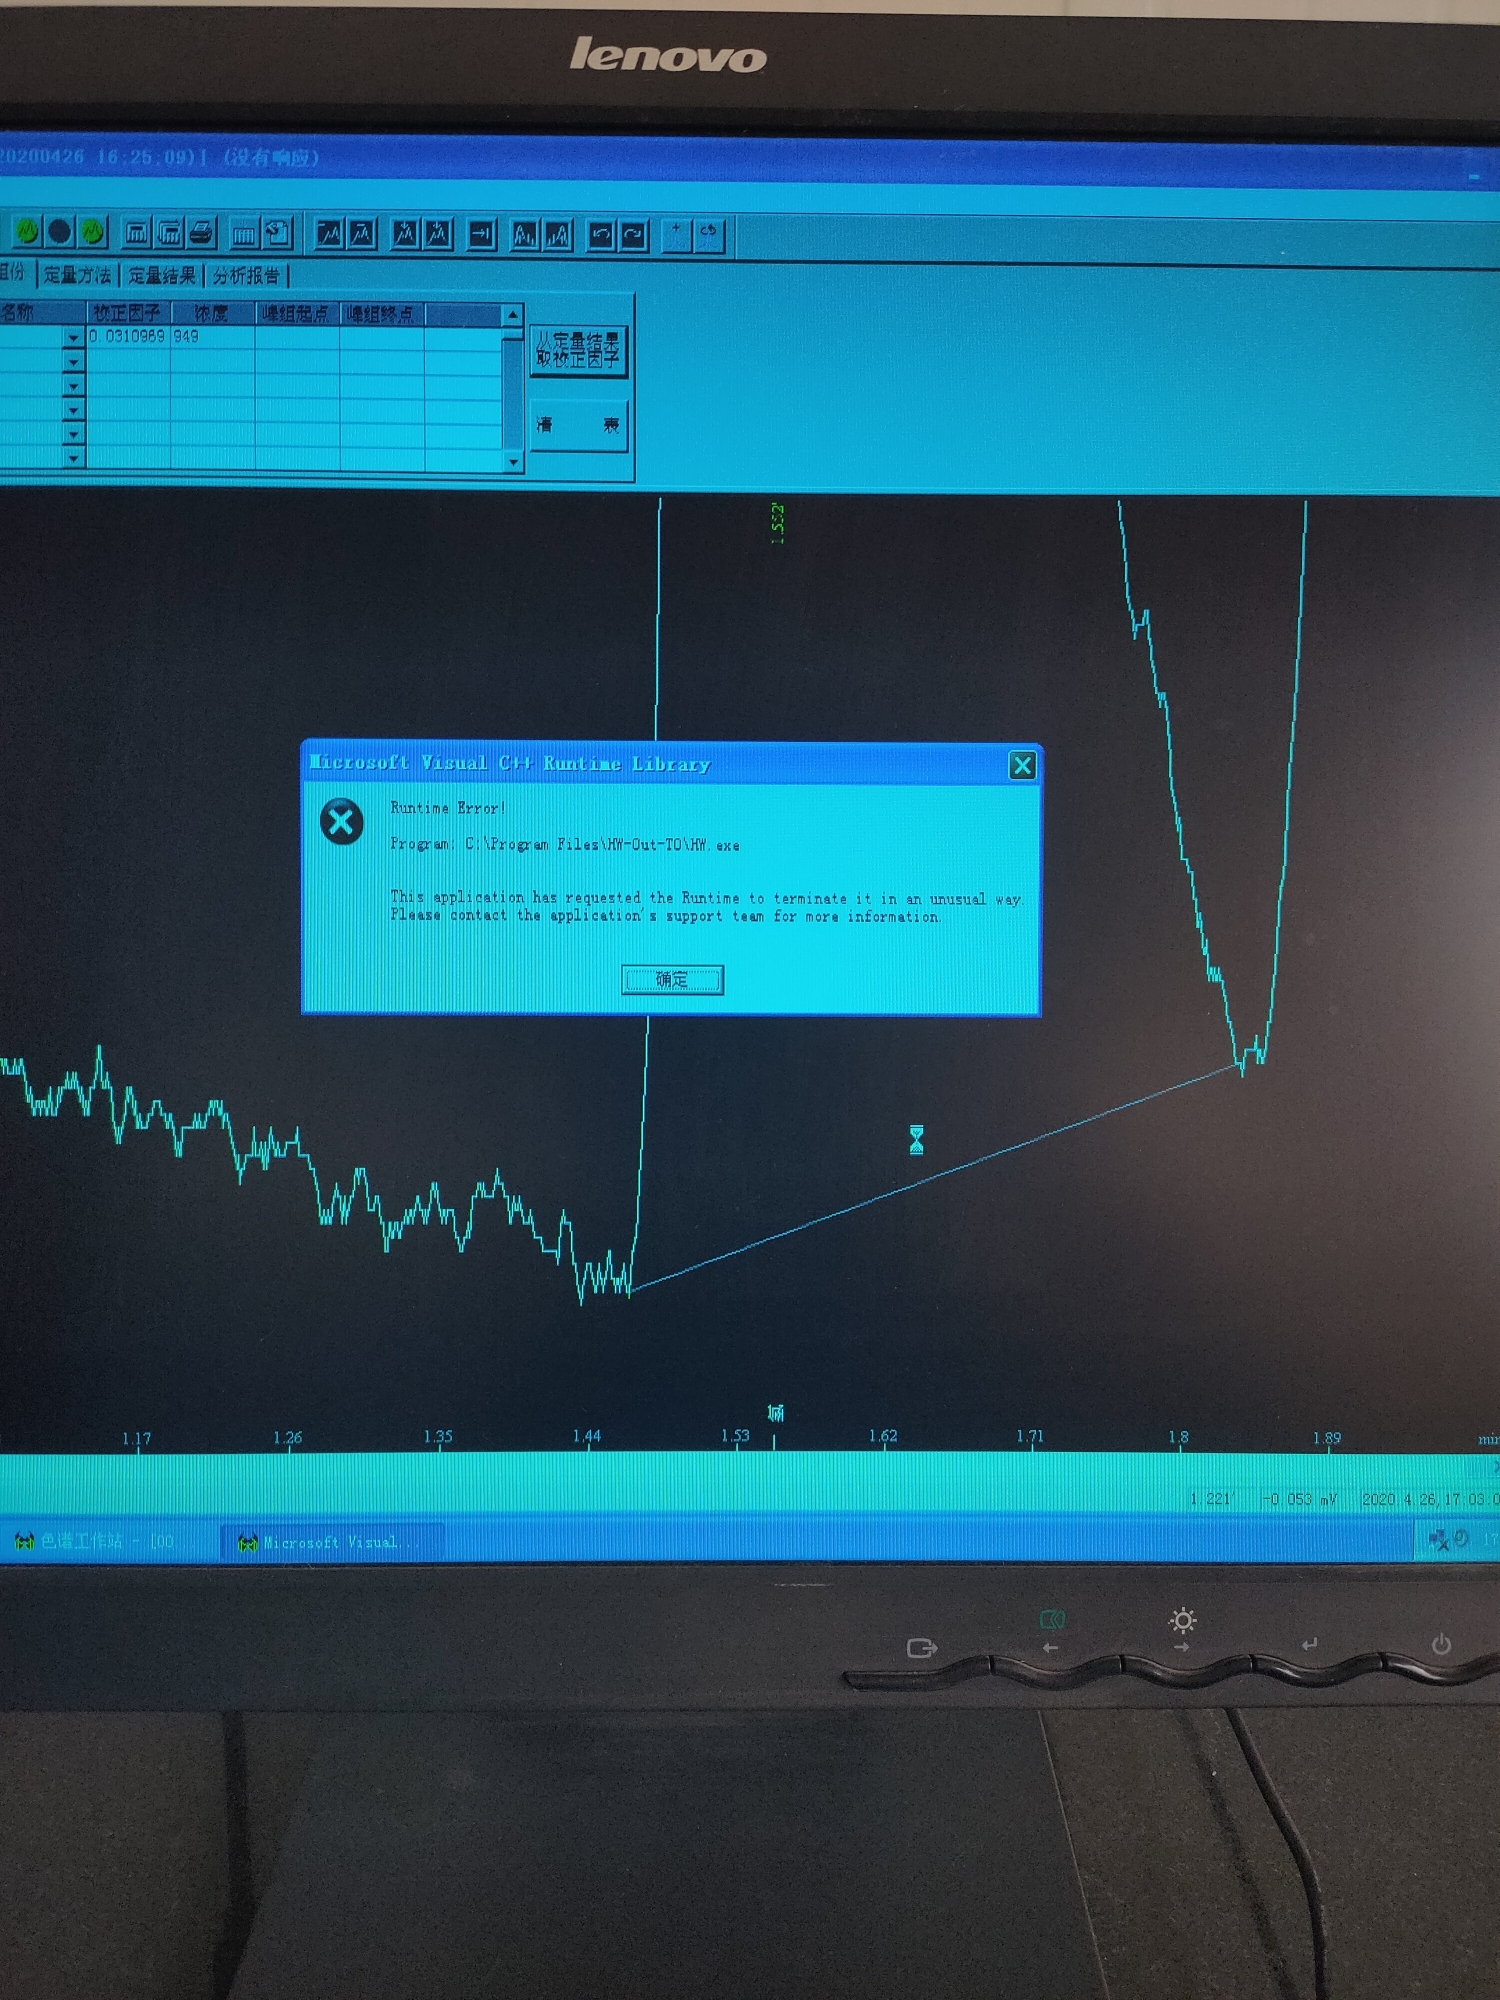 lenovo
20200426 16:25:09)] (没有响应)
组份 定量方法 定量结果 分析报告
名称 校正因子 浓度 峰组起点 峰组终点
0.0310989 949
从定量结果
取校正因子
清 表
1.552'
Microsoft Visual C++ Runtime Library
Runtime Error!
Program: C:\Program Files\HW-Out-TO\HW.exe
This application has requested the Runtime to terminate it in an unusual way.
Please contact the application's support team for more information.
确定
1.17 1.26 1.35 1.44 1.53 1.62 1.71 1.8 1.89 min
1.221' -0.053 mV 2020.4.26,17:03:0
色谱工作站 - [00 Microsoft Visual... 17